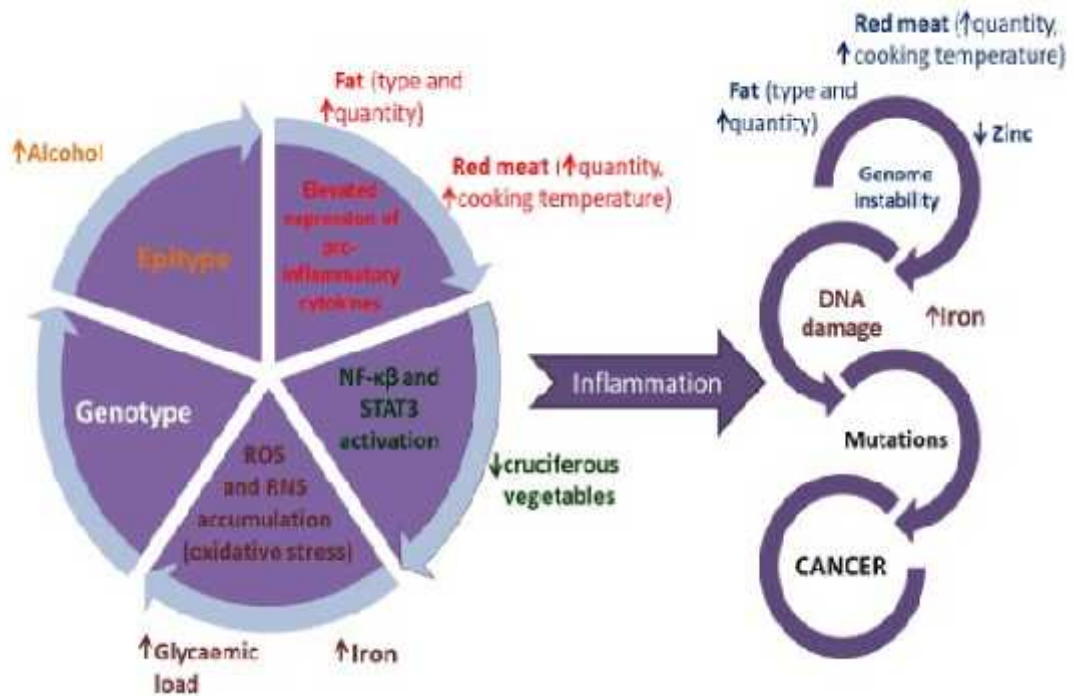 Fat (type and
↑quantity)
Red meat (↑quantity,
↑cooking temperature)
↑Alcohol
Epitype
Elevated
expression of
pro-
inflammatory
cytokines
Genotype
NF-κβ and
STAT3
activation
ROS
and RNS
accumulation
(oxidative stress)
↓cruciferous
vegetables
↑Glycaemic
load
↑Iron
Inflammation
Red meat (↑quantity,
↑cooking temperature)
Fat (type and
↑quantity)
↓ Zinc
Genome
instability
DNA
damage
↑Iron
Mutations
CANCER